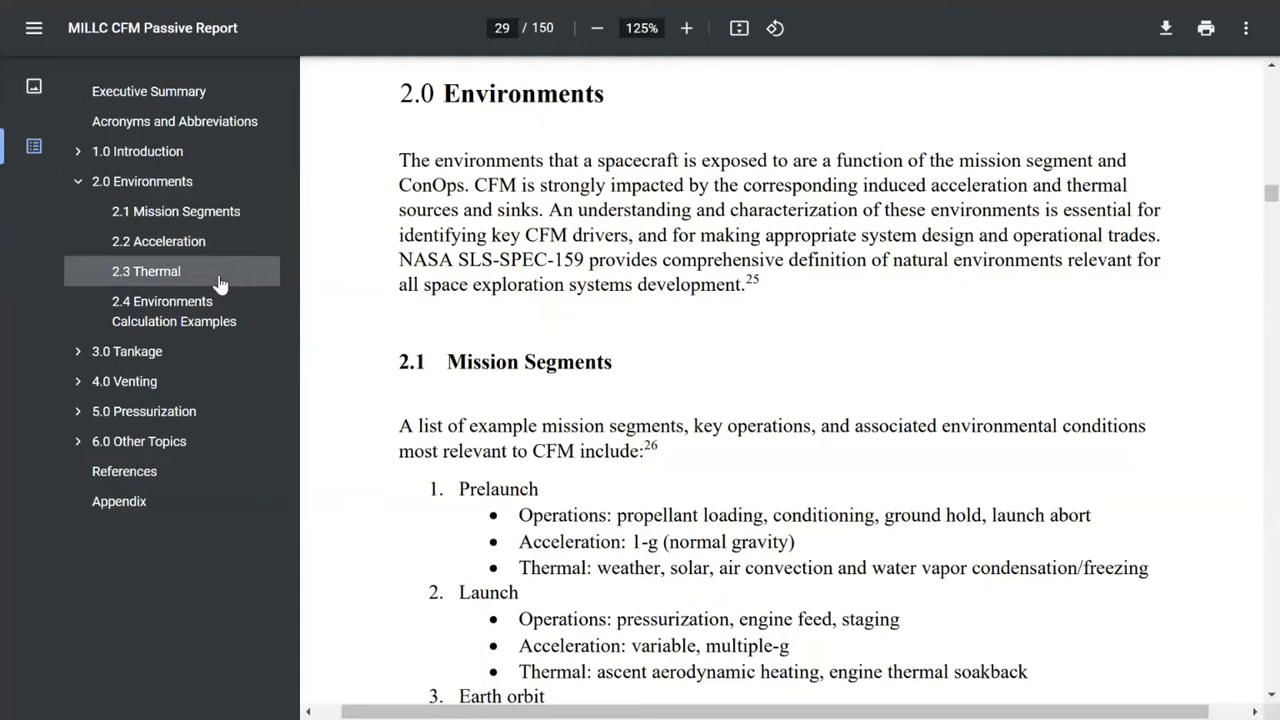 MILLC CFM Passive Report
29 / 150
125%
Executive Summary
Acronyms and Abbreviations
1.0 Introduction
2.0 Environments
2.1 Mission Segments
2.2 Acceleration
2.3 Thermal
2.4 Environments
Calculation Examples
3.0 Tankage
4.0 Venting
5.0 Pressurization
6.0 Other Topics
References
Appendix
2.0 Environments
The environments that a spacecraft is exposed to are a function of the mission segment and
ConOps. CFM is strongly impacted by the corresponding induced acceleration and thermal
sources and sinks. An understanding and characterization of these environments is essential for
identifying key CFM drivers, and for making appropriate system design and operational trades.
NASA SLS-SPEC-159 provides comprehensive definition of natural environments relevant for
all space exploration systems development.25
2.1 Mission Segments
A list of example mission segments, key operations, and associated environmental conditions
most relevant to CFM include:26
1. Prelaunch
• Operations: propellant loading, conditioning, ground hold, launch abort
• Acceleration: 1-g (normal gravity)
• Thermal: weather, solar, air convection and water vapor condensation/freezing
2. Launch
• Operations: pressurization, engine feed, staging
• Acceleration: variable, multiple-g
• Thermal: ascent aerodynamic heating, engine thermal soakback
3. Earth orbit